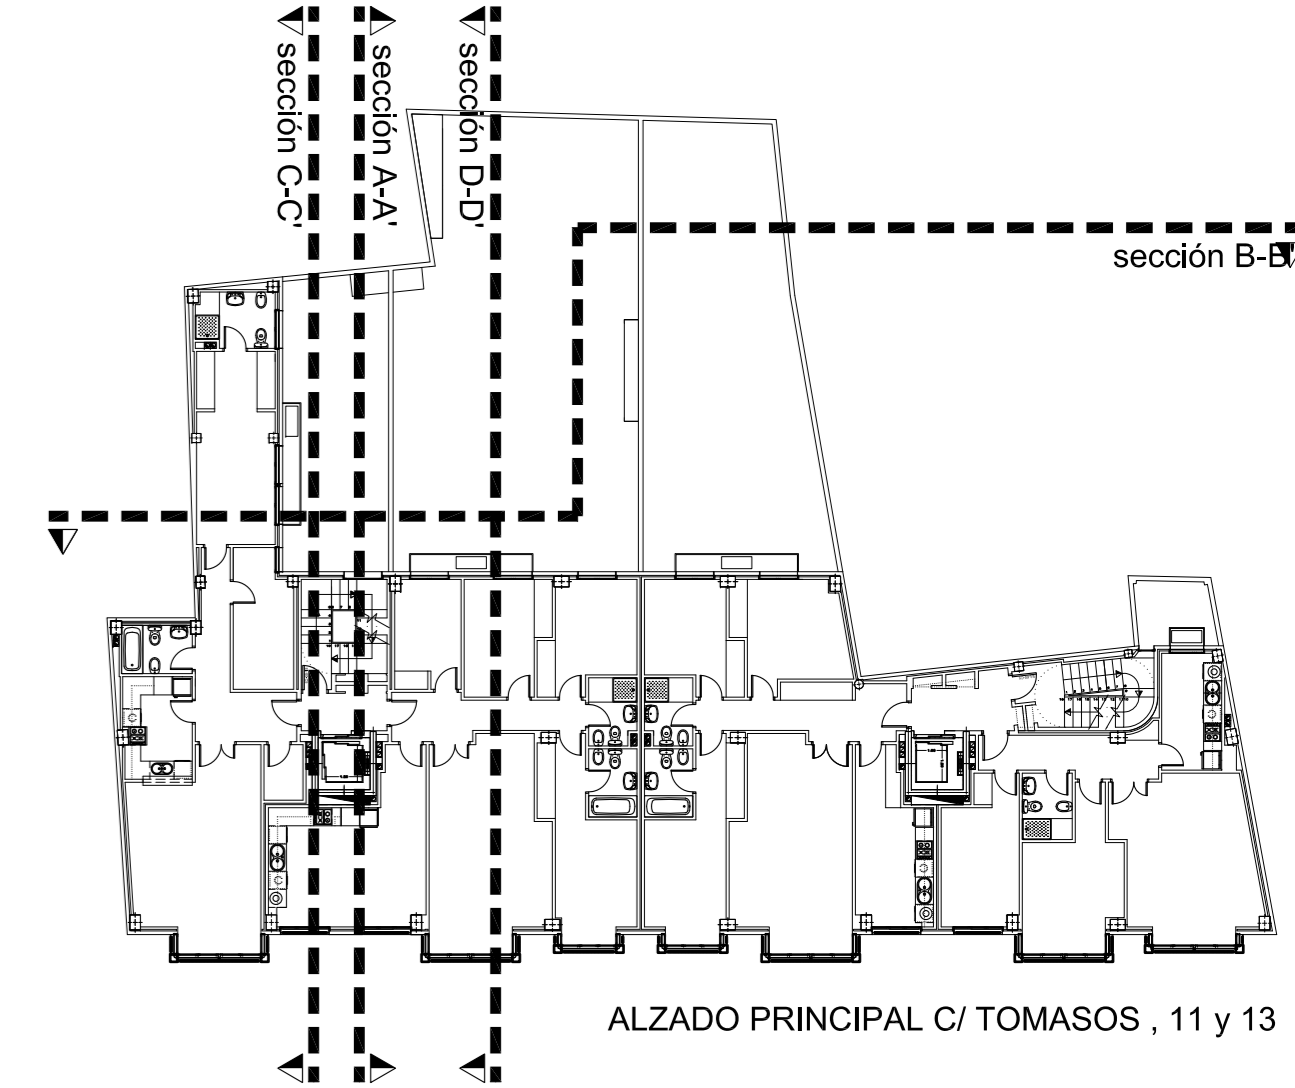 sección C-C'
sección A-A'
sección D-D'
sección B-B'
ALZADO PRINCIPAL C/ TOMASOS , 11 y 13